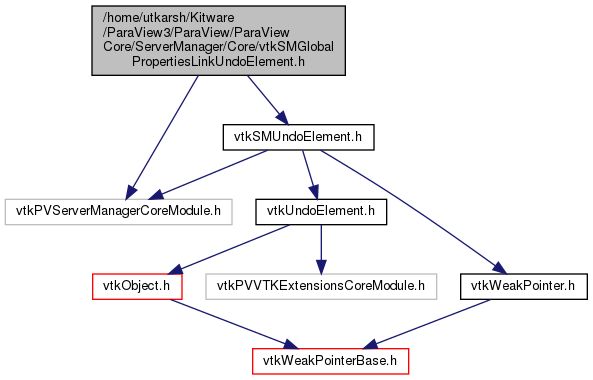 /home/utkarsh/Kitware
/ParaView3/ParaView/ParaView
Core/ServerManager/Core/vtkSMGlobal
PropertiesLinkUndoElement.h
vtkSMUndoElement.h
vtkPVServerManagerCoreModule.h
vtkUndoElement.h
vtkObject.h
vtkPVVTKExtensionsCoreModule.h
vtkWeakPointer.h
vtkWeakPointerBase.h